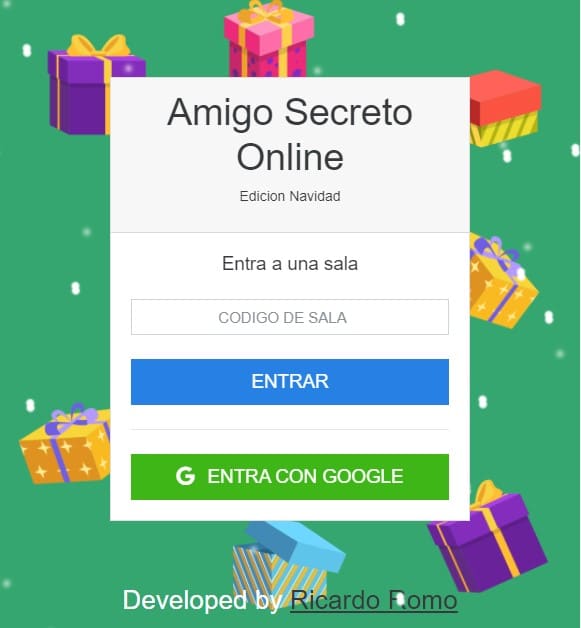 Amigo Secreto
Online
Edicion Navidad
Entra a una sala
CODIGO DE SALA
ENTRAR
ENTRA CON GOOGLE
Developed by Ricardo Romo